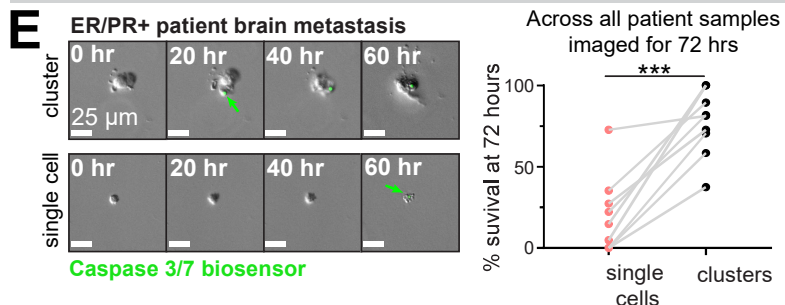 E
ER/PR+ patient brain metastasis
cluster
0 hr
20 hr
40 hr
60 hr
25 µm
single cell
0 hr
20 hr
40 hr
60 hr
Caspase 3/7 biosensor
Across all patient samples
imaged for 72 hrs
***
% suvival at 72 hours
100
50
0
single
cells
clusters